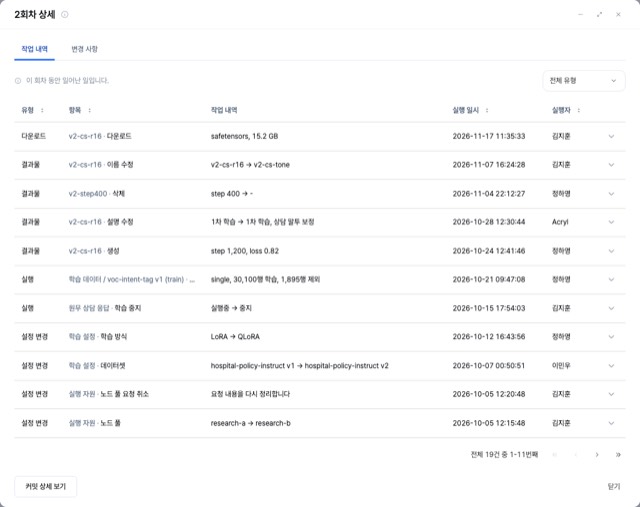 2회차 상세
작업 내역 변경 사항
이 회차 동안 일어난 일입니다.
전체 유형
유형 항목 작업 내역 실행 일시 실행자
다운로드 v2-cs-r16 · 다운로드 safetensors, 15.2 GB 2026-11-17 11:35:33 김지훈
결과물 v2-cs-r16 · 이름 수정 v2-cs-r16 → v2-cs-tone 2026-11-07 16:24:28 김지훈
결과물 v2-step400 · 삭제 step 400 → - 2026-11-04 22:12:27 정하영
결과물 v2-cs-r16 · 설명 수정 1차 학습 → 1차 학습, 상담 말투 보정 2026-10-28 12:30:44 Acryl
결과물 v2-cs-r16 · 생성 step 1,200, loss 0.82 2026-10-24 12:41:46 정하영
실행 학습 데이터 / voc-intent-tag v1 (train) · ... single, 30,100행 학습, 1,895행 제외 2026-10-21 09:47:08 정하영
실행 원무 상담 응답 · 학습 중지 실행중 → 중지 2026-10-15 17:54:03 김지훈
설정 변경 학습 설정 · 학습 방식 LoRA → QLoRA 2026-10-12 16:43:56 정하영
설정 변경 학습 설정 · 데이터셋 hospital-policy-instruct v1 → hospital-policy-instruct v2 2026-10-07 00:50:51 이민우
설정 변경 실행 자원 · 노드 풀 요청 취소 요청 내용을 다시 정리합니다 2026-10-05 12:20:48 김지훈
설정 변경 실행 자원 · 노드 풀 research-a → research-b 2026-10-05 12:15:48 김지훈
전체 19건 중 1-11번째
커밋 상세 보기 닫기